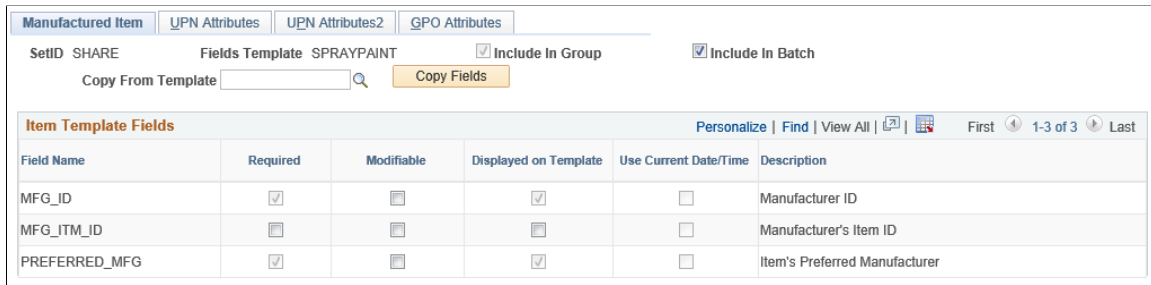 Manufactured Item UPN Attributes UPN Attributes2 GPO Attributes
SetID SHARE Fields Template SPRAYPAINT Include In Group Include In Batch
Copy From Template Copy Fields
Item Template Fields Personalize | Find | View All | | First 1-3 of 3 Last
Field Name Required Modifiable Displayed on Template Use Current Date/Time Description
MFG_ID Manufacturer ID
MFG_ITM_ID Manufacturer's Item ID
PREFERRED_MFG Item's Preferred Manufacturer